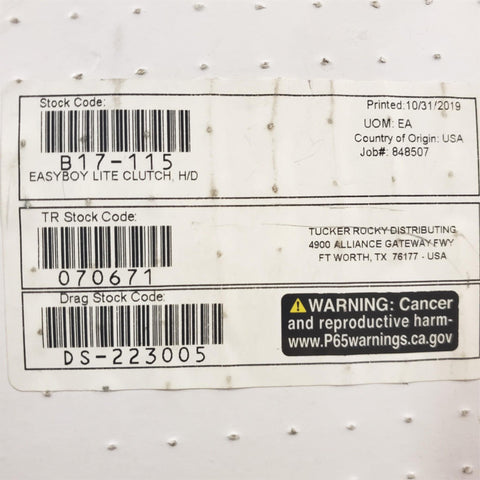 Stock Code:
Printed:10/31/2019
UOM: EA
Country of Origin: USA
Job#: 848507
B17-115
EASYBOY LITE CLUTCH, H/D
TR Stock Code:
070671
TUCKER ROCKY DISTRIBUTING
4900 ALLIANCE GATEWAY FWY
FT WORTH, TX 76177 - USA
Drag Stock Code:
DS-223005
WARNING: Cancer
and reproductive harm-
www.P65warnings.ca.gov